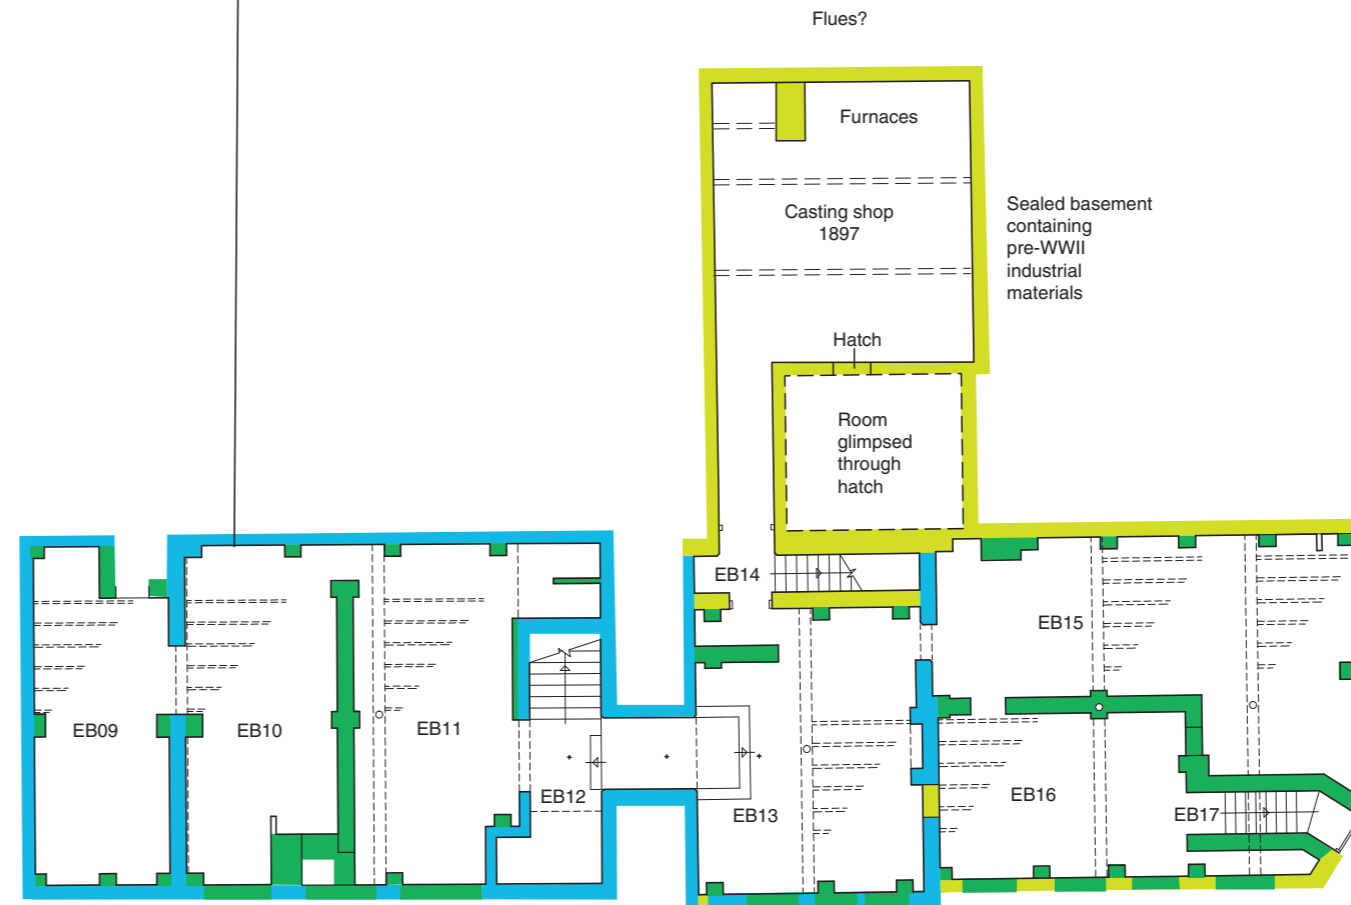 Flues?
Furnaces
Casting shop
1897
Sealed basement
containing
pre-WWII
industrial
materials
Hatch
Room
glimpsed
through
hatch
EB14
EB15
EB09
EB10
EB11
EB12
EB13
EB16
EB17